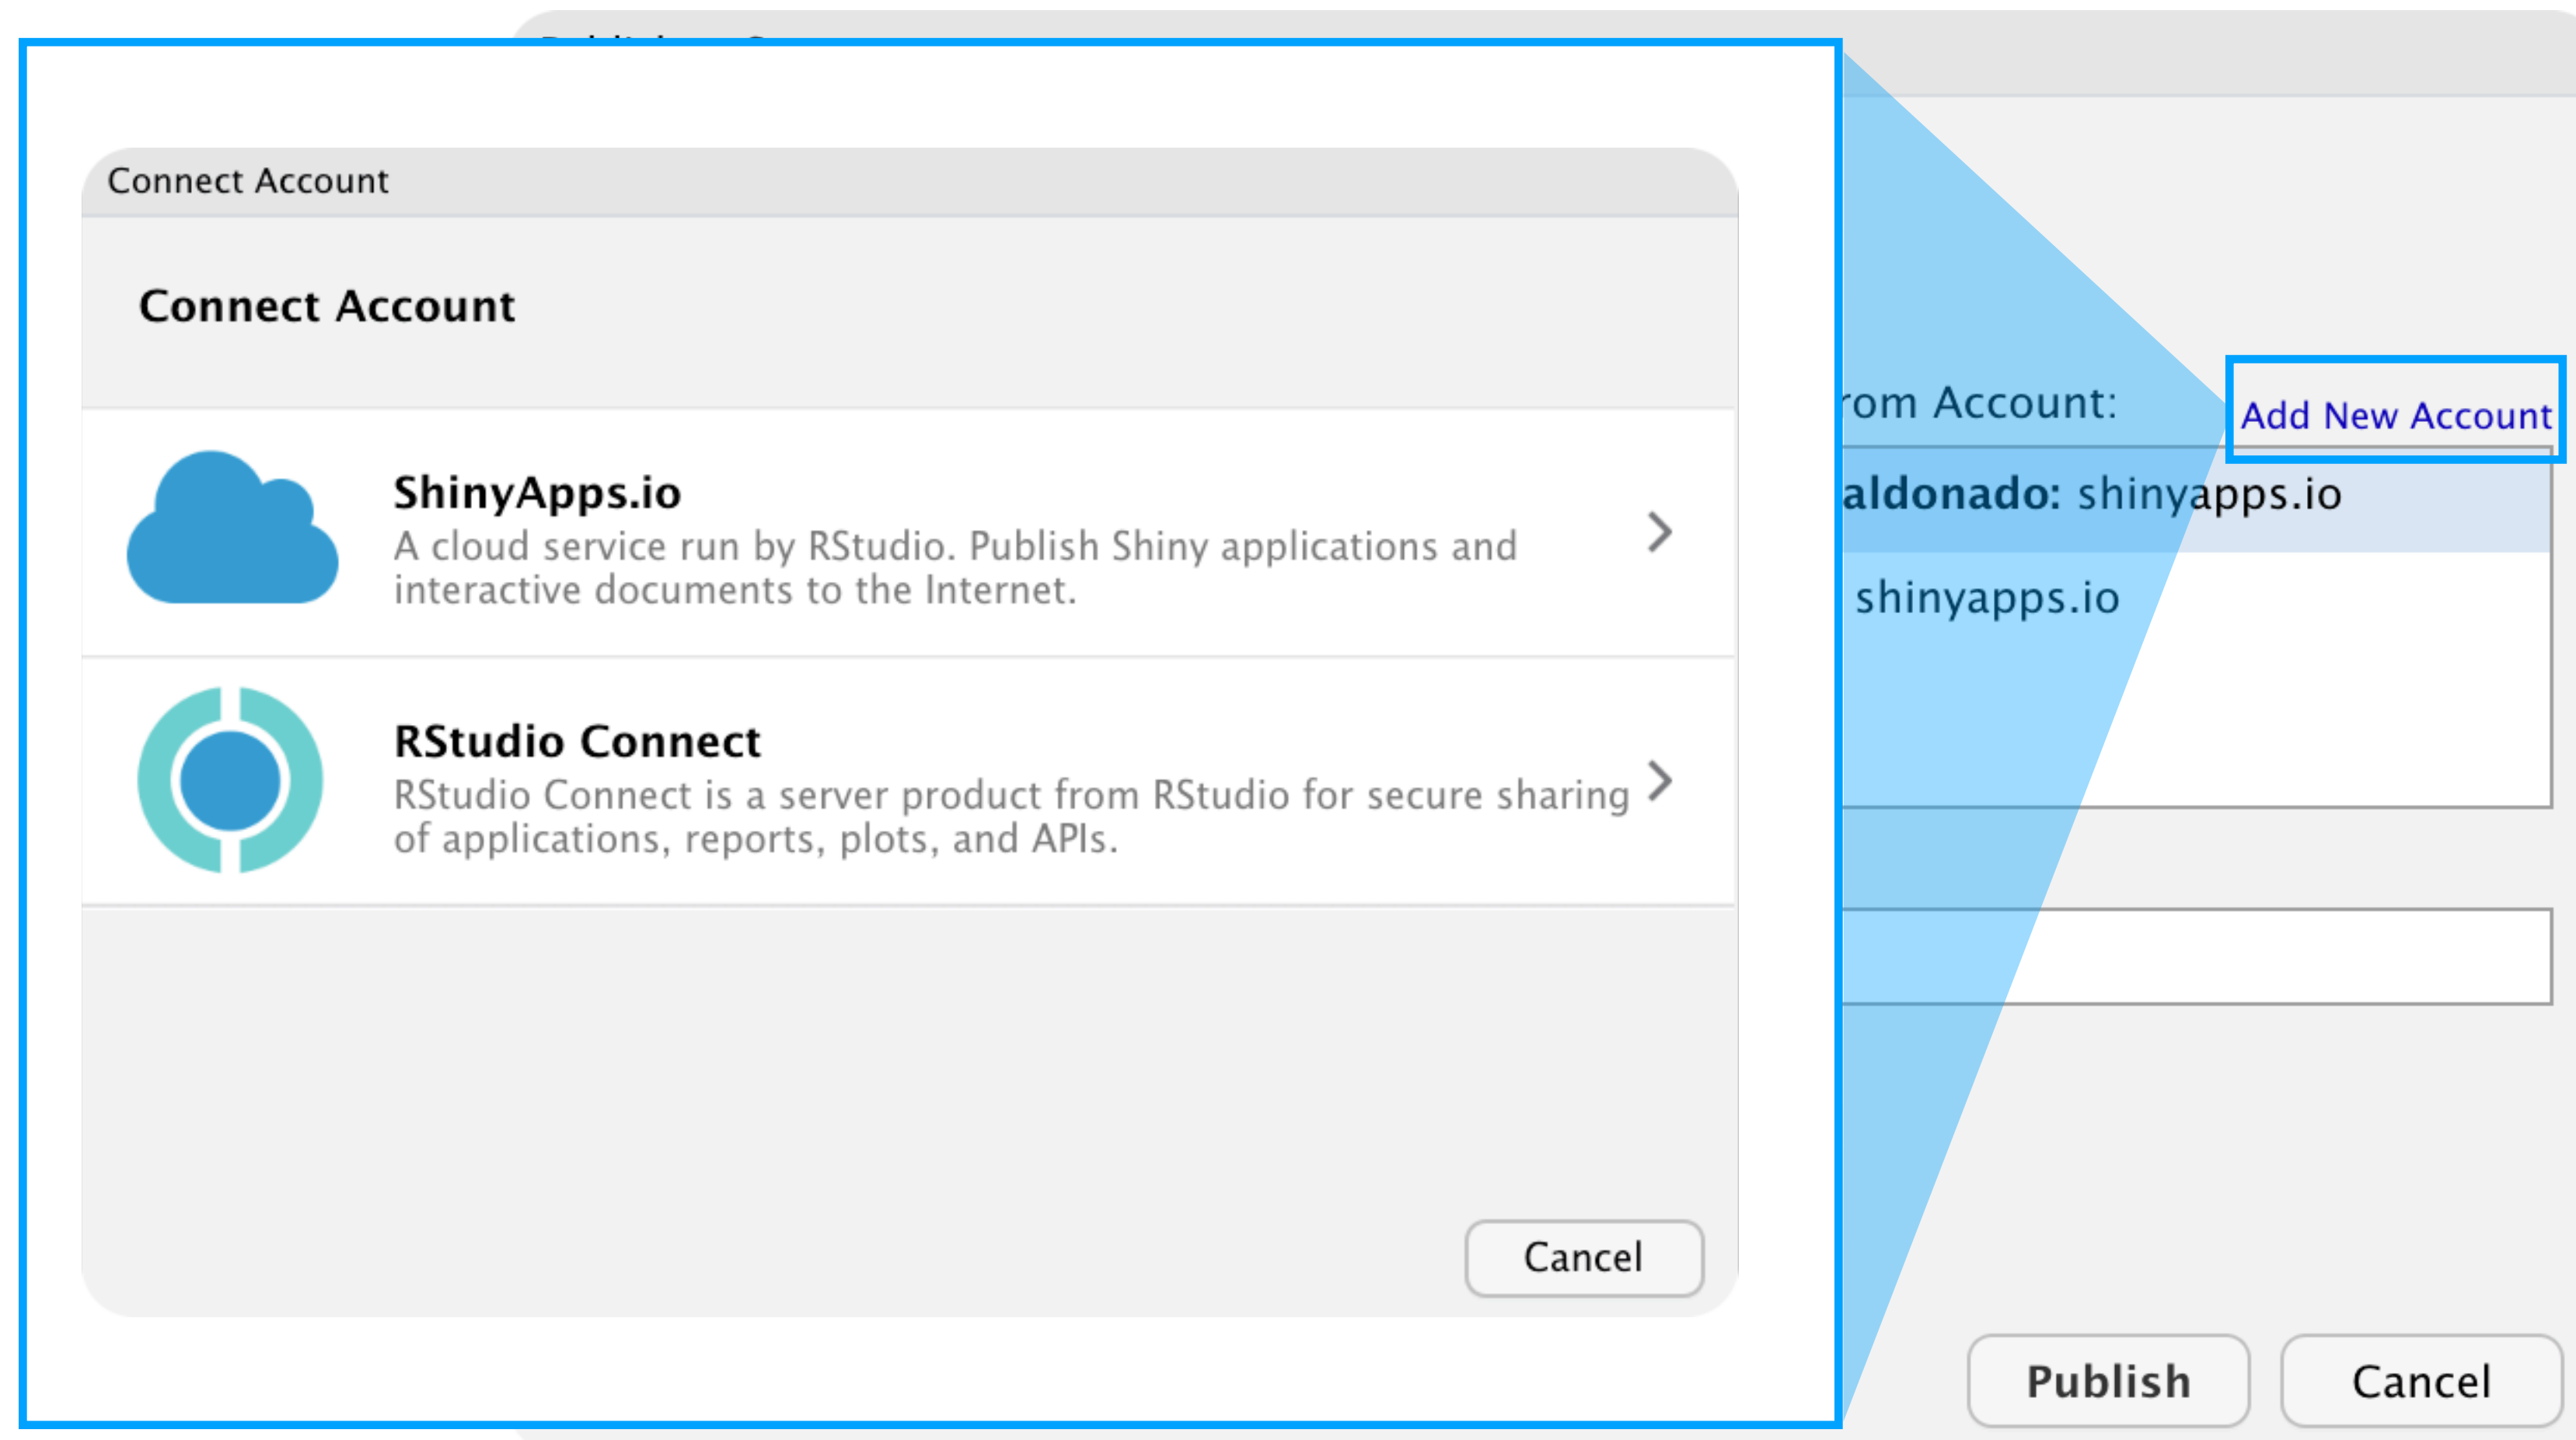 Connect Account
Connect Account
ShinyApps.io
A cloud service run by RStudio. Publish Shiny applications and
interactive documents to the Internet.
RStudio Connect
RStudio Connect is a server product from RStudio for secure sharing
of applications, reports, plots, and APIs.
Cancel
Account:
Add New Account
shinyapps.io
shinyapps.io
Publish
Cancel